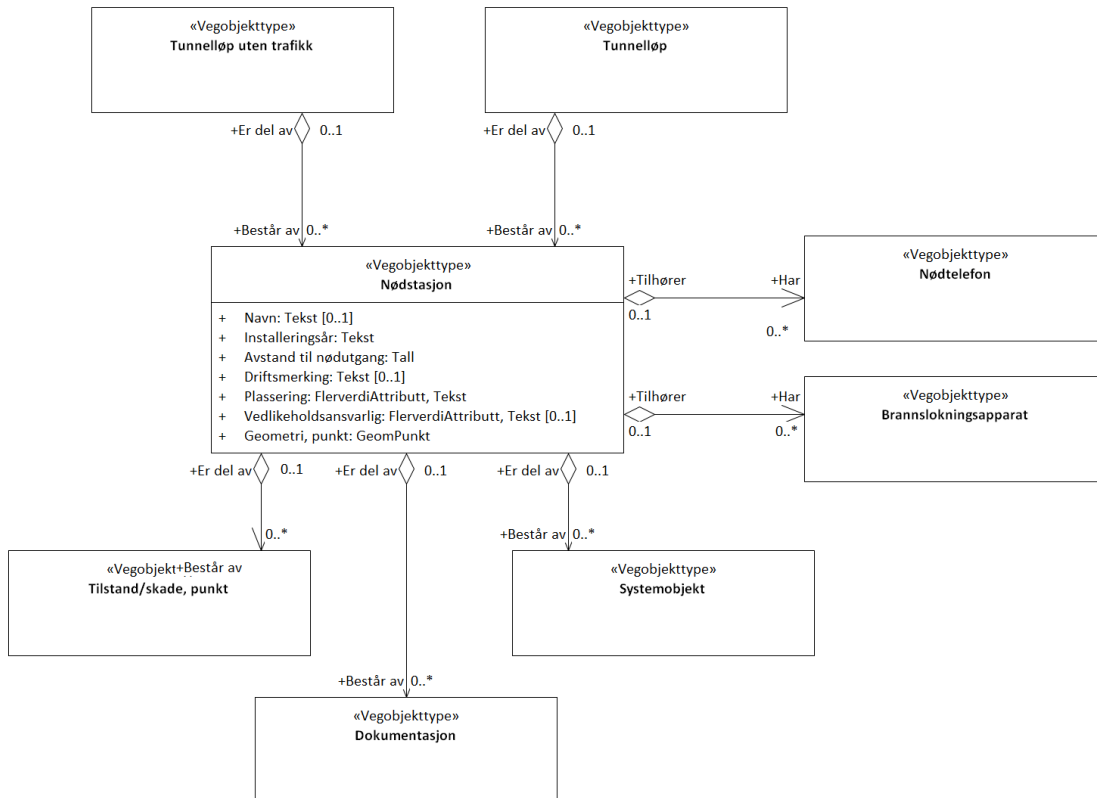 «Vegobjekttype»
Tunnelløp uten trafikk
«Vegobjekttype»
Tunnelløp
+Er del av 0..1
+Er del av 0..1
+Består av 0..*
+Består av 0..*
«Vegobjekttype»
Nødstasjon
+ Navn: Tekst [0..1]
+ Installeringsår: Tekst
+ Avstand til nødutgang: Tall
+ Driftsmerking: Tekst [0..1]
+ Plassering: FlerverdiAttributt, Tekst
+ Vedlikeholdsansvarlig: FlerverdiAttributt, Tekst [0..1]
+ Geometri, punkt: GeomPunkt
+Tilhører
0..1
+Har
0..*
«Vegobjekttype»
Nødtelefon
+Tilhører
0..1
+Har
0..*
«Vegobjekttype»
Brannslokningsapparat
+Er del av 0..1
+Er del av 0..1
+Er del av 0..1
0..*
+Består av 0..*
«Vegobjekt
+Består av
Tilstand/skade, punkt
«Vegobjekttype»
Systemobjekt
+Består av 0..*
«Vegobjekttype»
Dokumentasjon